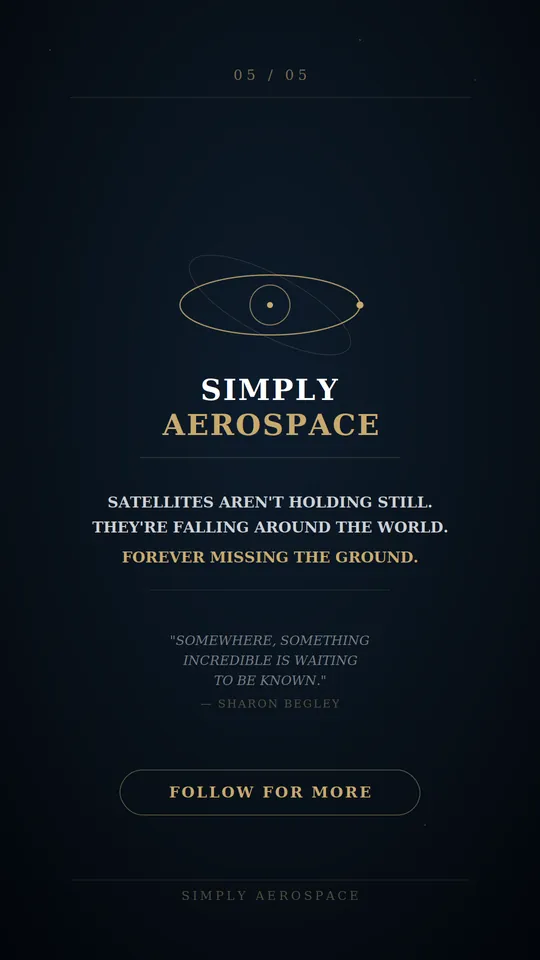 05 / 05
SIMPLY
AEROSPACE
SATELLITES AREN'T HOLDING STILL.
THEY'RE FALLING AROUND THE WORLD.
FOREVER MISSING THE GROUND.
"SOMEWHERE, SOMETHING
INCREDIBLE IS WAITING
TO BE KNOWN."
— SHARON BEGLEY
FOLLOW FOR MORE
SIMPLY AEROSPACE